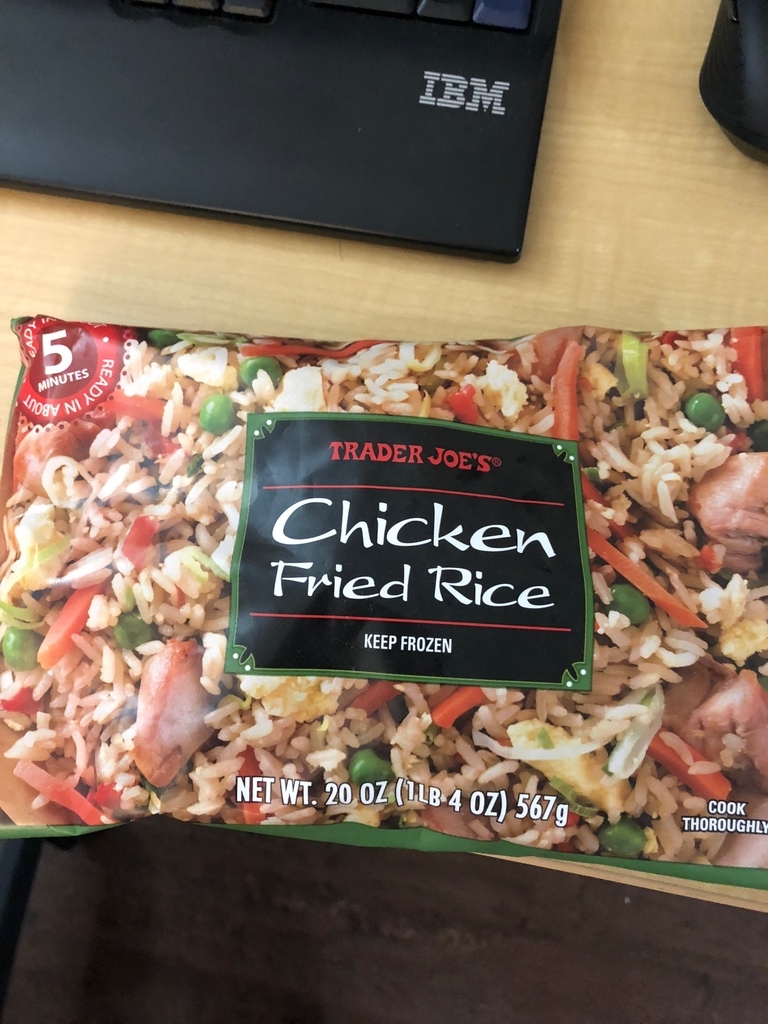 IBM
READY IN ABOUT
5
MINUTES
TRADER JOE'S®
Chicken
Fried Rice
KEEP FROZEN
NET WT. 20 OZ (1LB 4 OZ) 567g
COOK
THOROUGHLY